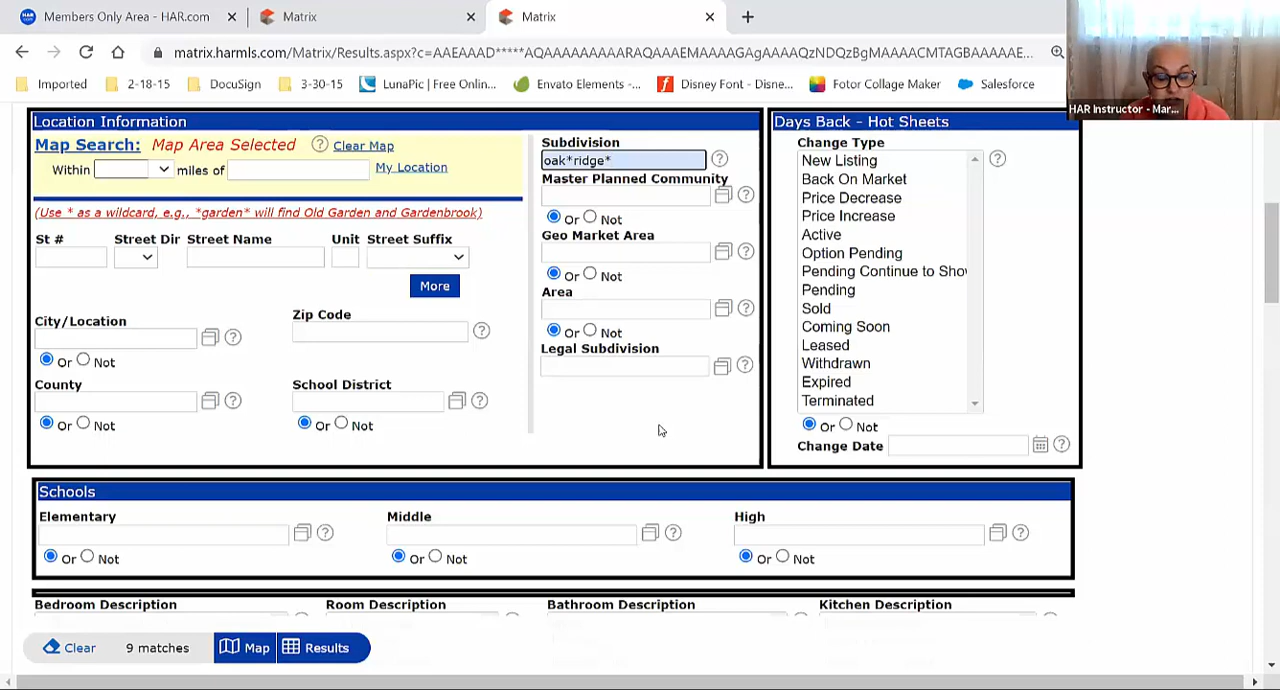 Members Only Area - HAR.com
Matrix
Matrix
matrix.harmls.com/Matrix/Results.aspx?c=AAEAAAD*****AQAAAAAAAAARAQAAAEMAAAAGAgAAAAQzNDQzBgMAAAACMTAGBAAAAAE...
Imported
2-18-15
DocuSign
3-30-15
LunaPic | Free Onlin...
Envato Elements -...
Disney Font - Disne...
Fotor Collage Maker
Salesforce
HAR Instructor - Mar...
Location Information
Map Search: Map Area Selected ? Clear Map
Within
miles of
My Location
(Use * as a wildcard, e.g., *garden* will find Old Garden and Gardenbrook)
St # Street Dir Street Name Unit Street Suffix
More
City/Location
Zip Code
Or Not
County
School District
Or Not
Or Not
Subdivision
oak*ridge*
Master Planned Community
Or Not
Geo Market Area
Or Not
Area
Or Not
Legal Subdivision
Days Back - Hot Sheets
Change Type
New Listing
Back On Market
Price Decrease
Price Increase
Active
Option Pending
Pending Continue to Show
Pending
Sold
Coming Soon
Leased
Withdrawn
Expired
Terminated
Or Not
Change Date
Schools
Elementary
Middle
High
Or Not
Or Not
Or Not
Bedroom Description
Room Description
Bathroom Description
Kitchen Description
Clear
9 matches
Map
Results